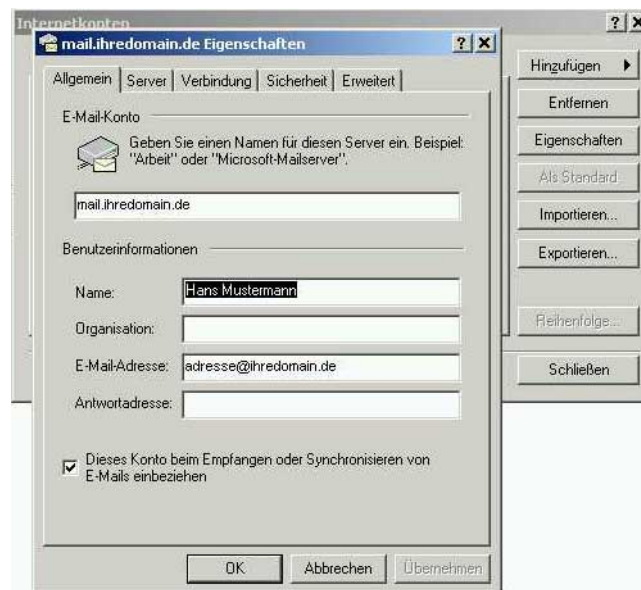 Internetkonten
mail.ihredomain.de Eigenschaften
Allgemein Server Verbindung Sicherheit Erweitert
E-Mail-Konto
Geben Sie einen Namen für diesen Server ein. Beispiel:
"Arbeit" oder "Microsoft-Mailserver".
mail.ihredomain.de
Benutzerinformationen
Name: Hans Mustermann
Organisation:
E-Mail-Adresse: adresse@ihredomain.de
Antwortadresse:
Dieses Konto beim Empfangen oder Synchronisieren von
E-Mails einbeziehen
OK Abbrechen Übernehmen
Hinzufügen
Entfernen
Eigenschaften
Als Standard
Importieren...
Exportieren...
Reihenfolge...
Schließen